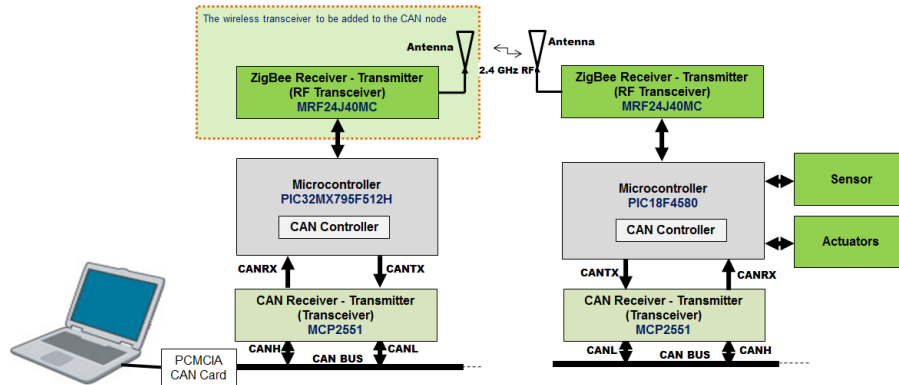 The wireless transceiver to be added to the CAN node
Antenna
Antenna
2.4 GHz RF
ZigBee Receiver - Transmitter
(RF Transceiver)
MRF24J40MC
ZigBee Receiver - Transmitter
(RF Transceiver)
MRF24J40MC
Microcontroller
PIC32MX795F512H
CAN Controller
Microcontroller
PIC18F4580
CAN Controller
Sensor
Actuators
CANRX
CANTX
CANTX
CANRX
CAN Receiver - Transmitter
(Transceiver)
MCP2551
CAN Receiver - Transmitter
(Transceiver)
MCP2551
CANH
CAN BUS
CANL
CANL
CAN BUS
CANH
PCMCIA
CAN Card